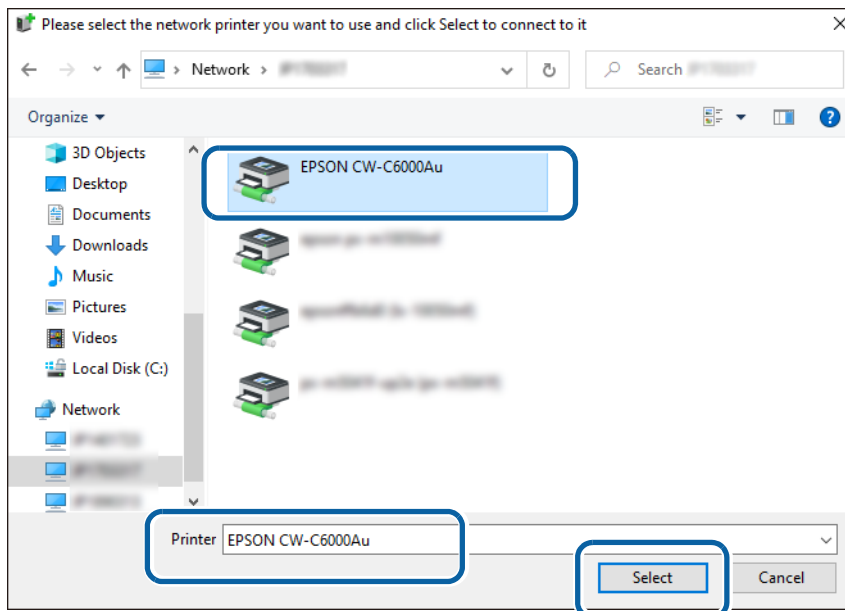 Please select the network printer you want to use and click Select to connect to it
Network
Search
Organize
3D Objects
Desktop
Documents
Downloads
Music
Pictures
Videos
Local Disk (C:)
Network
EPSON CW-C6000Au
Printer EPSON CW-C6000Au
Select Cancel